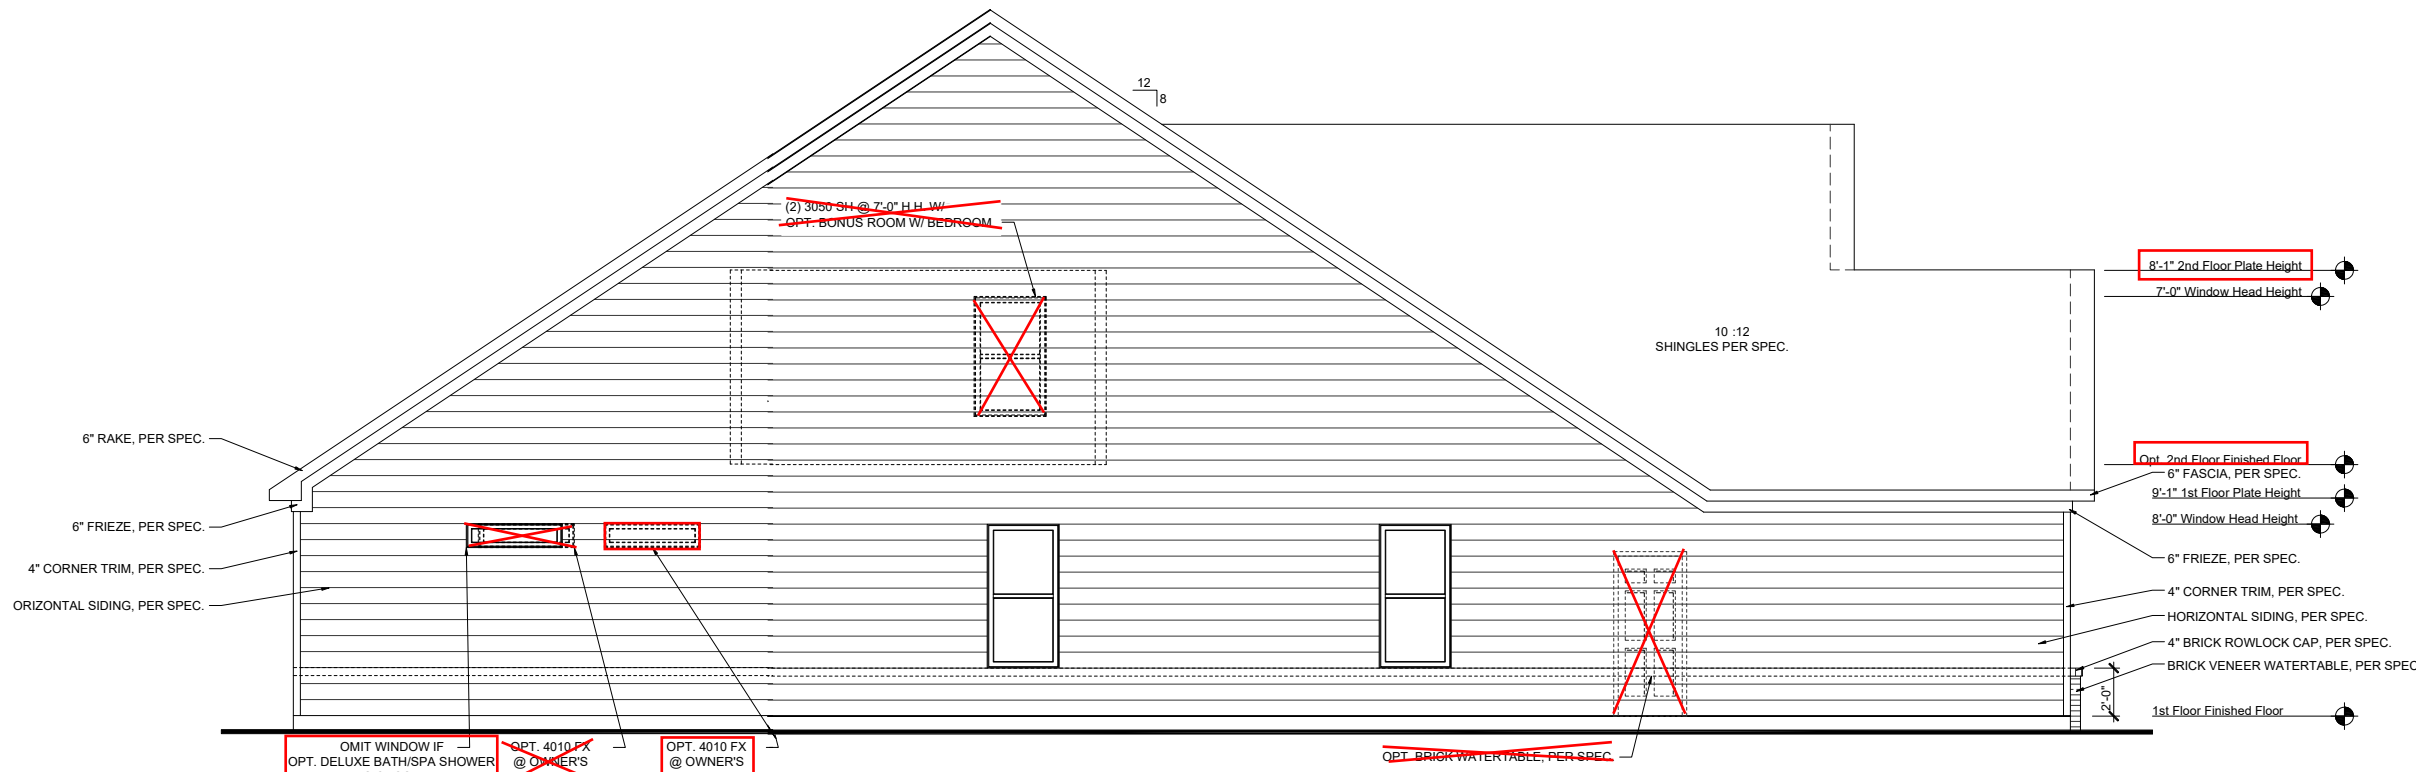 12
8
(2) 3050 SH @ 7'-0" H.H. W/
OPT. BONUS ROOM W/ BEDROOM
8'-1" 2nd Floor Plate Height
7'-0" Window Head Height
10 :12
SHINGLES PER SPEC.
6" RAKE, PER SPEC.
Opt. 2nd Floor Finished Floor
6" FASCIA, PER SPEC.
9'-1" 1st Floor Plate Height
8'-0" Window Head Height
6" FRIEZE, PER SPEC.
6" FRIEZE, PER SPEC.
4" CORNER TRIM, PER SPEC.
4" CORNER TRIM, PER SPEC.
ORIZONTAL SIDING, PER SPEC.
HORIZONTAL SIDING, PER SPEC.
4" BRICK ROWLOCK CAP, PER SPEC.
BRICK VENEER WATERTABLE, PER SPEC
2'-0"
1st Floor Finished Floor
OMIT WINDOW IF
OPT. DELUXE BATH/SPA SHOWER
OPT. 4010 FX
@ OWNER'S
OPT. 4010 FX
@ OWNER'S
OPT. BRICK WATERTABLE, PER SPEC.